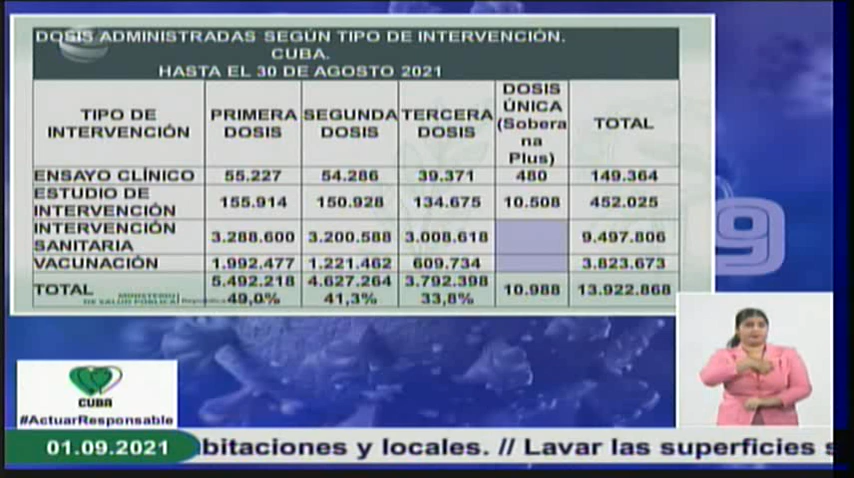 DOSIS ADMINISTRADAS SEGÚN TIPO DE INTERVENCIÓN.
CUBA.
HASTA EL 30 DE AGOSTO 2021
TIPO DE INTERVENCIÓN PRIMERA DOSIS SEGUNDA DOSIS TERCERA DOSIS DOSIS ÚNICA (Sobera na Plus) TOTAL
ENSAYO CLÍNICO 55.227 54.286 39.371 480 149.364
ESTUDIO DE INTERVENCIÓN 155.914 150.928 134.675 10.508 452.025
INTERVENCIÓN SANITARIA 3.288.600 3.200.588 3.008.618 9.497.806
VACUNACIÓN 1.992.477 1.221.462 609.734 3.823.673
TOTAL 5.492.218 49,0% 4.627.264 41,3% 3.792.398 33,8% 10.988 13.922.868
MINISTERIO
DE SALUD PÚBLICA
9
CUBA
#ActuarResponsable
01.09.2021 bitaciones y locales. // Lavar las superficies s